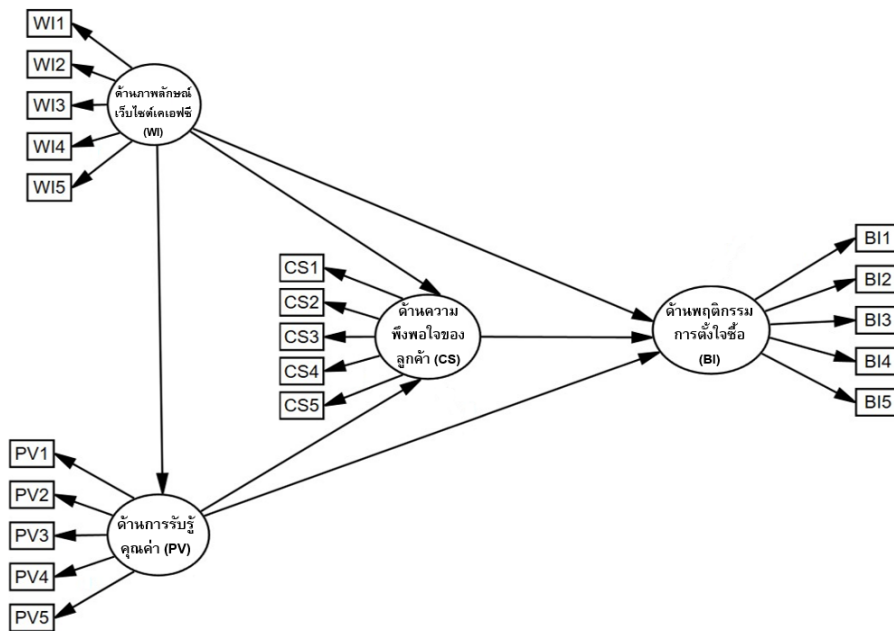 WI1
WI2
WI3
WI4
WI5
ด้านภาพลักษณ์
เว็บไซต์เคเอฟซี
(WI)
CS1
CS2
CS3
CS4
CS5
ด้านความ
พึงพอใจของ
ลูกค้า (CS)
ด้านพฤติกรรม
การตั้งใจซื้อ
(BI)
BI1
BI2
BI3
BI4
BI5
PV1
PV2
PV3
PV4
PV5
ด้านการรับรู้
คุณค่า (PV)